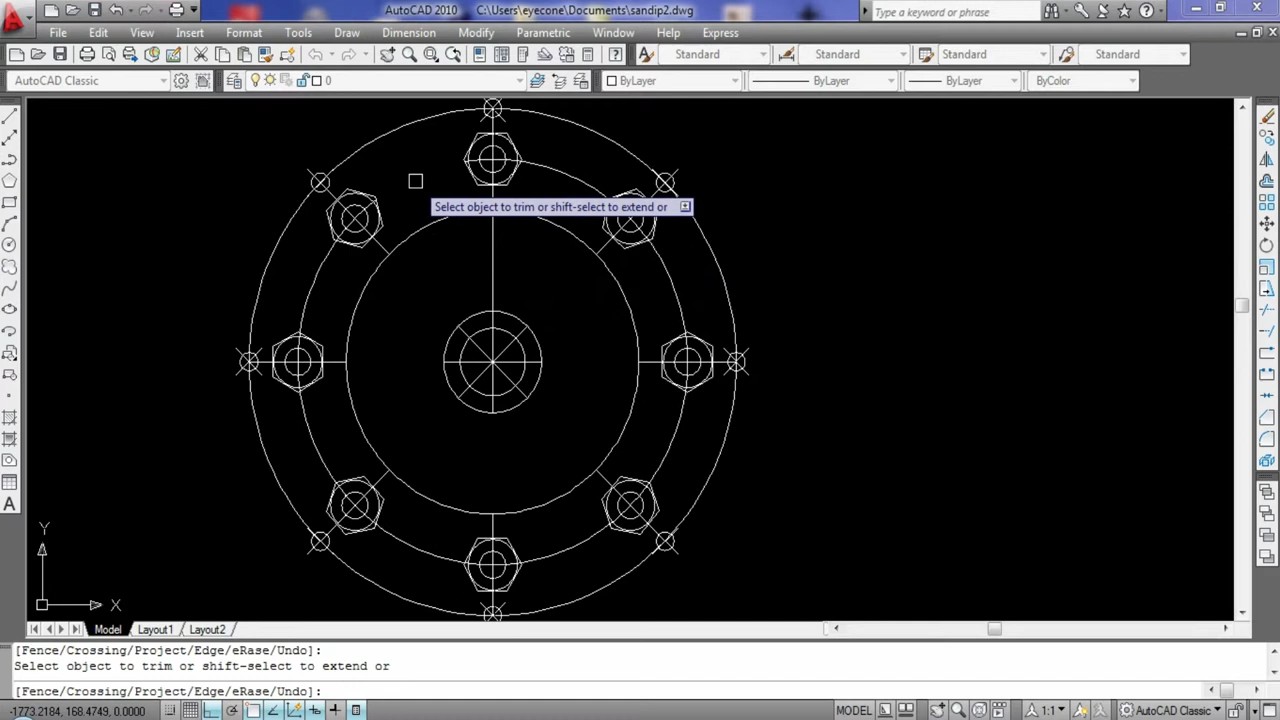 AutoCAD 2010 C:\Users\eyecone\Documents\sandip2.dwg
Type a keyword or phrase
File Edit View Insert Format Tools Draw Dimension Modify Parametric Window Help Express
Standard Standard Standard Standard
AutoCAD Classic 0 ByLayer ByLayer ByLayer ByColor
Select object to trim or shift-select to extend or
Y
X
Model Layout1 Layout2
[Fence/Crossing/Project/Edge/eRase/Undo]:
Select object to trim or shift-select to extend or
[Fence/Crossing/Project/Edge/eRase/Undo]:
-1773.2184, 168.4749, 0.0000 MODEL 1:1 AutoCAD Classic